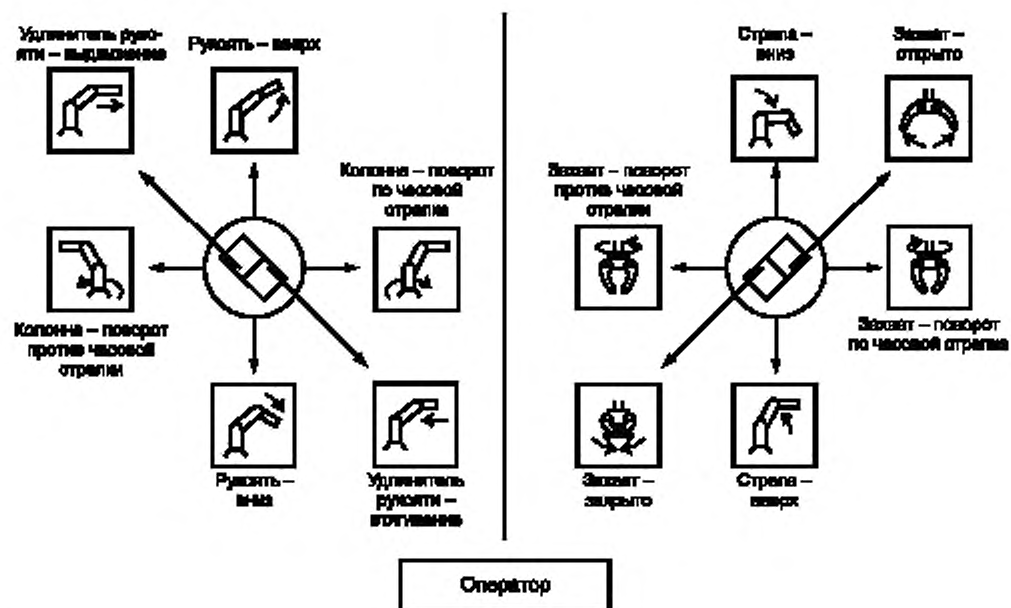 Удлинитель руко-
яти – выдвижение
Рукоять – вверх
Стрела –
вниз
Захват –
открыто
Колонна – поворот
по часовой
стрелке
Захват – поворот
против часовой
стрелки
Колонна – поворот
против часовой
стрелки
Захват – поворот
по часовой стрелке
Рукоять –
вниз
Удлинитель
рукояти –
втягивание
Захват –
закрыто
Стрела –
вверх
Оператор